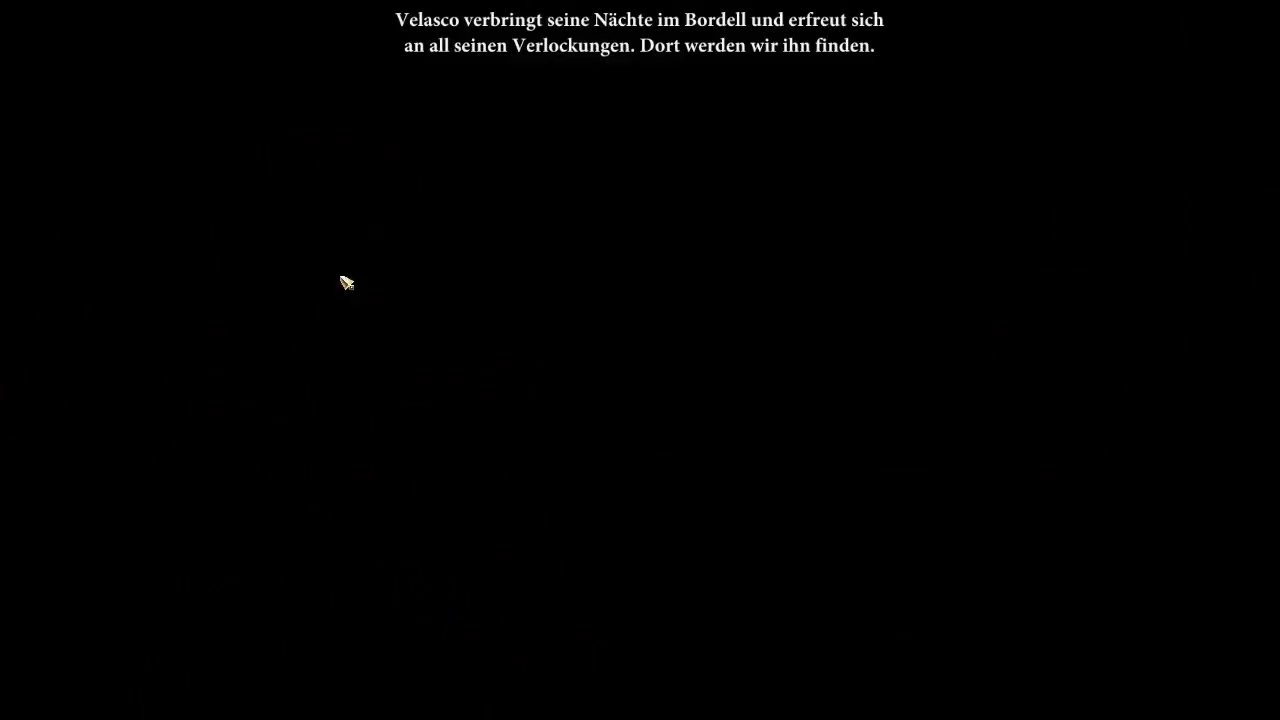 Velasco verbringt seine Nächte im Bordell und erfreut sich
an all seinen Verlockungen. Dort werden wir ihn finden.